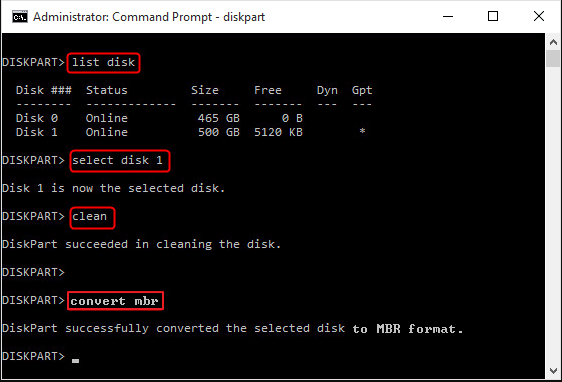 Administrator: Command Prompt - diskpart
DISKPART> list disk
Disk ### Status Size Free Dyn Gpt
-------- ------------- ------- ------- --- ---
Disk 0 Online 465 GB 0 B
Disk 1 Online 500 GB 5120 KB *
DISKPART> select disk 1
Disk 1 is now the selected disk.
DISKPART> clean
DiskPart succeeded in cleaning the disk.
DISKPART>
DISKPART> convert mbr
DiskPart successfully converted the selected disk to MBR format.
DISKPART> _